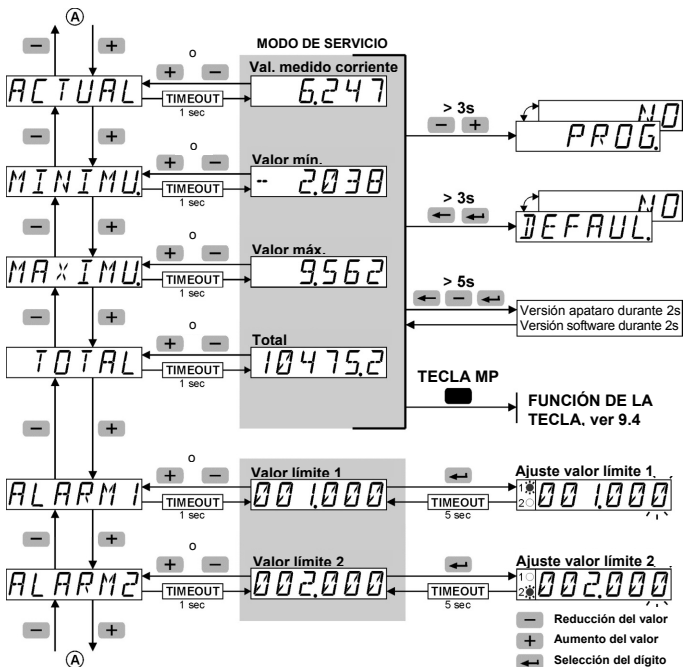 A
− +
o
MODO DE SERVICIO
+ −
Val. medido corriente
ACTUAL
TIMEOUT
1 sec
6.247
> 3s
− +
NO
PROG.
− +
o
+ −
Valor mín.
MINIMU.
TIMEOUT
1 sec
- 2.038
> 3s
NO
DEFAUL.
− +
o
+ −
Valor máx.
MAXIMU.
TIMEOUT
1 sec
9.562
> 5s
−
Versión apataro durante 2s
Versión software durante 2s
− +
o
+ −
Total
TOTAL
TIMEOUT
1 sec
10475.2
TECLA MP
FUNCIÓN DE LA
TECLA, ver 9.4
− +
o
+ −
Valor límite 1
Ajuste valor límite 1
ALARM1
TIMEOUT
1 sec
001.000
TIMEOUT
5 sec
1
2
001.000
− +
o
+ −
Valor límite 2
Ajuste valor límite 2
ALARM2
TIMEOUT
1 sec
002.000
TIMEOUT
5 sec
1
2
002.000
− Reducción del valor
− +
+ Aumento del valor
A
Selección del dígito